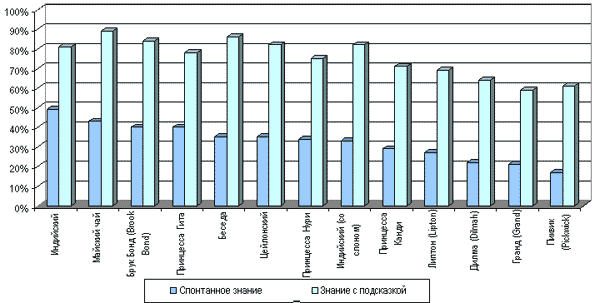 100%
90%
80%
70%
60%
50%
40%
30%
20%
10%
0%
Индийский
Майский чай
Брук Бонд (Brook
Bond)
Принцесса Гита
Беседа
Цейлонский
Принцесса Нури
Индийский (со
слоном)
Принцесса
Канди
Липтон (Lipton)
Дилма (Dilmah)
Гранд (Grand)
Пиквик
(Pickwick)
Спонтанное знание
Знание с подсказкой